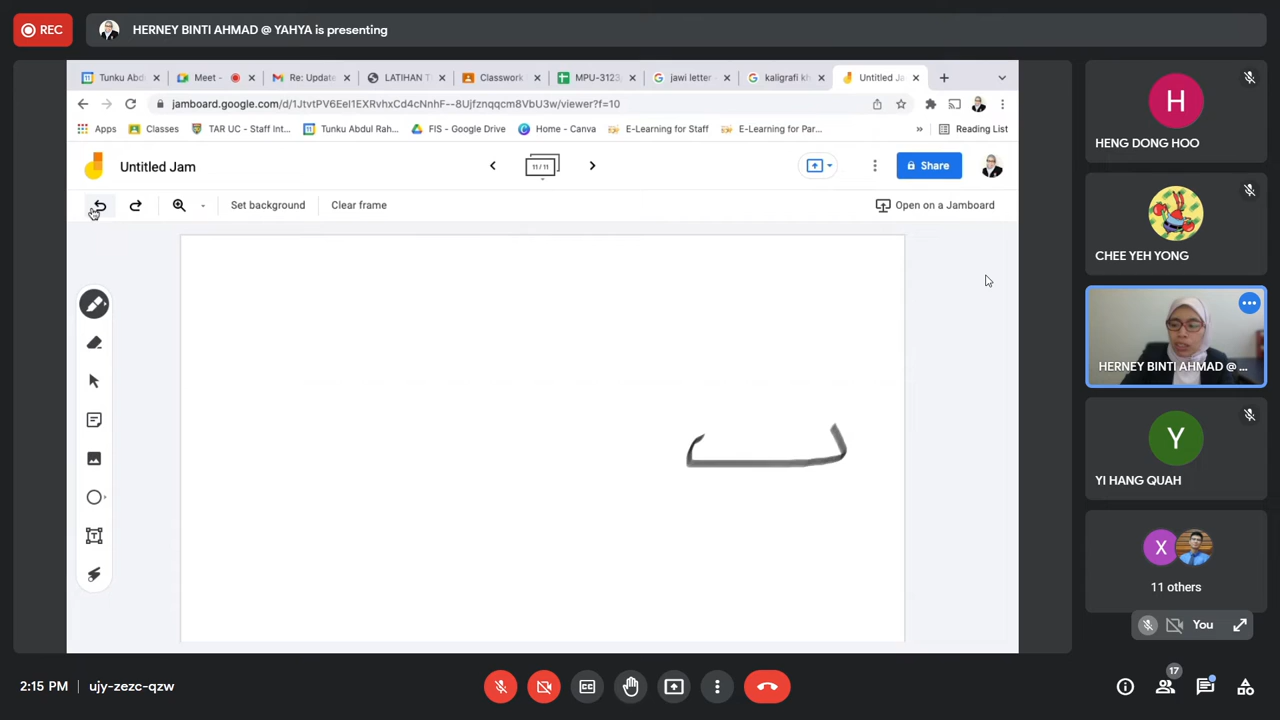 REC
HERNEY BINTI AHMAD @ YAHYA is presenting
Tunku Abd
Meet -
Re: Update
LATIHAN T
Classwork
MPU-3123
jawi letter
kaligrafi kh
Untitled Jam
jamboard.google.com/d/1JtvtPV6EeI1EXRvhxCd4cNnhF--8Ujfznqqcm8VbU3w/viewer?f=10
Apps
Classes
TAR UC - Staff Int...
Tunku Abdul Rah...
FIS - Google Drive
Home - Canva
E-Learning for Staff
E-Learning for Par...
»
Reading List
Untitled Jam
11/11
Share
Set background
Clear frame
Open on a Jamboard
H
HENG DONG HOO
CHEE YEH YONG
HERNEY BINTI AHMAD @ ...
Y
YI HANG QUAH
X
11 others
You
2:15 PM
ujy-zezc-qzw
17